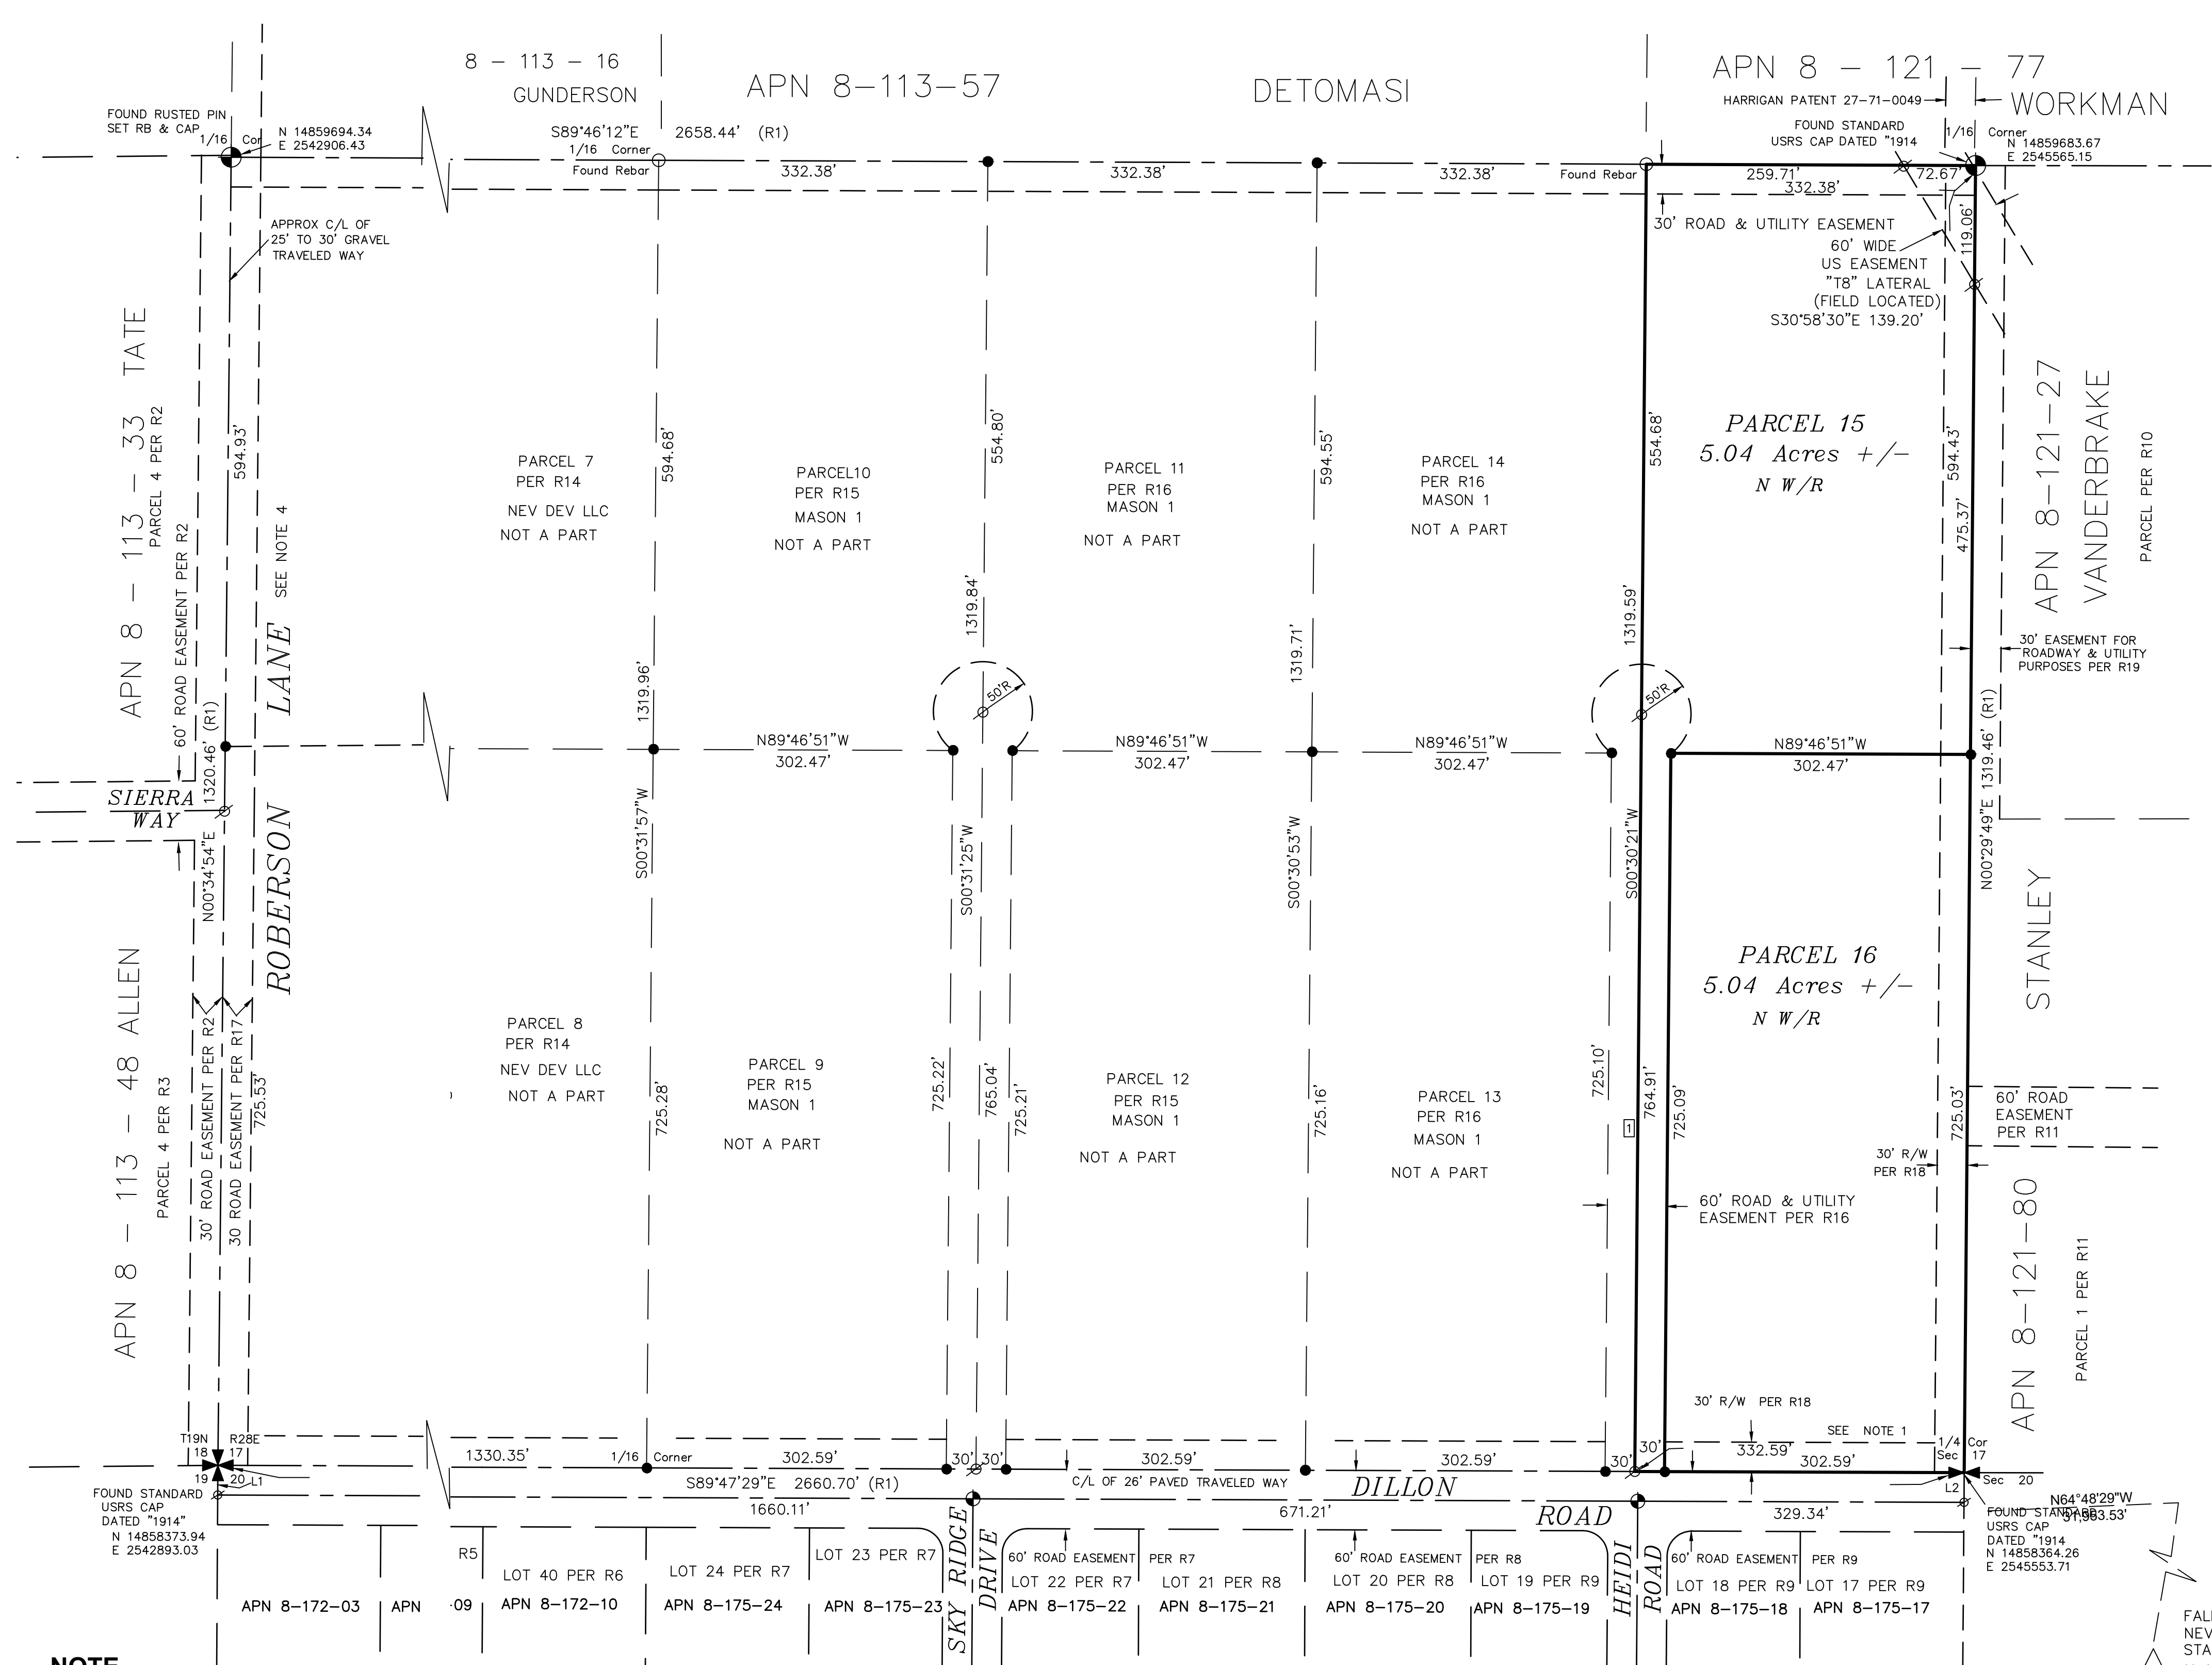 8 - 113 - 16
GUNDERSON
APN 8-113-57
DETOMASI
APN 8 - 121 - 77
HARRIGAN PATENT 27-71-0049
WORKMAN
FOUND RUSTED PIN
SET RB & CAP
1/16 Cor
N 14859694.34
E 2542906.43
S89°46'12"E 2658.44' (R1)
1/16 Corner
Found Rebar
332.38'
332.38'
332.38'
Found Rebar
FOUND STANDARD
USRS CAP DATED "1914
1/16 Corner
N 14859683.67
E 2545565.15
259.71'
72.67'
332.38'
119.06'
30' ROAD & UTILITY EASEMENT
60' WIDE
US EASEMENT
"T8" LATERAL
(FIELD LOCATED)
S30°58'30"E 139.20'
APPROX C/L OF
25' TO 30' GRAVEL
TRAVELED WAY
APN 8 - 113 - 33 TATE
PARCEL 4 PER R2
60' ROAD EASEMENT PER R2
594.93'
1320.46' (R1)
N00°34'54"E
SEE NOTE 4
ROBERSON LANE
SIERRA
WAY
PARCEL 7
PER R14
NEV DEV LLC
NOT A PART
594.68'
1319.96'
S00°31'57"W
PARCEL10
PER R15
MASON 1
NOT A PART
554.80'
1319.84'
50'R
S00°31'25"W
PARCEL 11
PER R16
MASON 1
NOT A PART
594.55'
1319.71'
S00°30'53"W
PARCEL 14
PER R16
MASON 1
NOT A PART
554.68'
1319.59'
50'R
S00°30'21"W
PARCEL 15
5.04 Acres +/-
N W/R
594.43'
475.37'
N00°29'49"E 1319.46' (R1)
APN 8-121-27
VANDERBRAKE
PARCEL PER R10
30' EASEMENT FOR
ROADWAY & UTILITY
PURPOSES PER R19
N89°46'51"W
302.47'
N89°46'51"W
302.47'
N89°46'51"W
302.47'
N89°46'51"W
302.47'
APN 8 - 113 - 48 ALLEN
PARCEL 4 PER R3
30' ROAD EASEMENT PER R2
30 ROAD EASEMENT PER R17
725.53'
PARCEL 8
PER R14
NEV DEV LLC
NOT A PART
725.28'
PARCEL 9
PER R15
MASON 1
NOT A PART
725.22'
765.04'
725.21'
PARCEL 12
PER R15
MASON 1
NOT A PART
725.16'
PARCEL 13
PER R16
MASON 1
NOT A PART
725.10'
1
764.91'
725.09'
PARCEL 16
5.04 Acres +/-
N W/R
60' ROAD & UTILITY
EASEMENT PER R16
30' R/W
PER R18
725.03'
STANLEY
60' ROAD
EASEMENT
PER R11
APN 8-121-80
PARCEL 1 PER R11
30' R/W PER R18
SEE NOTE 1
T19N R28E
18 17
19 20
L1
1330.35'
1/16 Corner
302.59'
30' 30'
302.59'
302.59'
30'
30'
332.59'
302.59'
1/4 Cor
Sec 17
Sec 20
L2
S89°47'29"E 2660.70' (R1)
C/L OF 26' PAVED TRAVELED WAY
DILLON
ROAD
1660.11'
671.21'
329.34'
FOUND STANDARD
USRS CAP
DATED "1914"
N 14858373.94
E 2542893.03
N64°48'29"W
FOUND STANDARD
USRS CAP
DATED "1914
N 14858364.26
E 2545553.71
R5
LOT 40 PER R6
LOT 24 PER R7
LOT 23 PER R7
SKY RIDGE
DRIVE
60' ROAD EASEMENT PER R7
LOT 22 PER R7
LOT 21 PER R8
60' ROAD EASEMENT PER R8
LOT 20 PER R8
LOT 19 PER R9
HEIDI
ROAD
60' ROAD EASEMENT PER R9
LOT 18 PER R9
LOT 17 PER R9
APN 8-172-03
APN
-09
APN 8-172-10
APN 8-175-24
APN 8-175-23
APN 8-175-22
APN 8-175-21
APN 8-175-20
APN 8-175-19
APN 8-175-18
APN 8-175-17
NOTE
FAL
NEV
STA